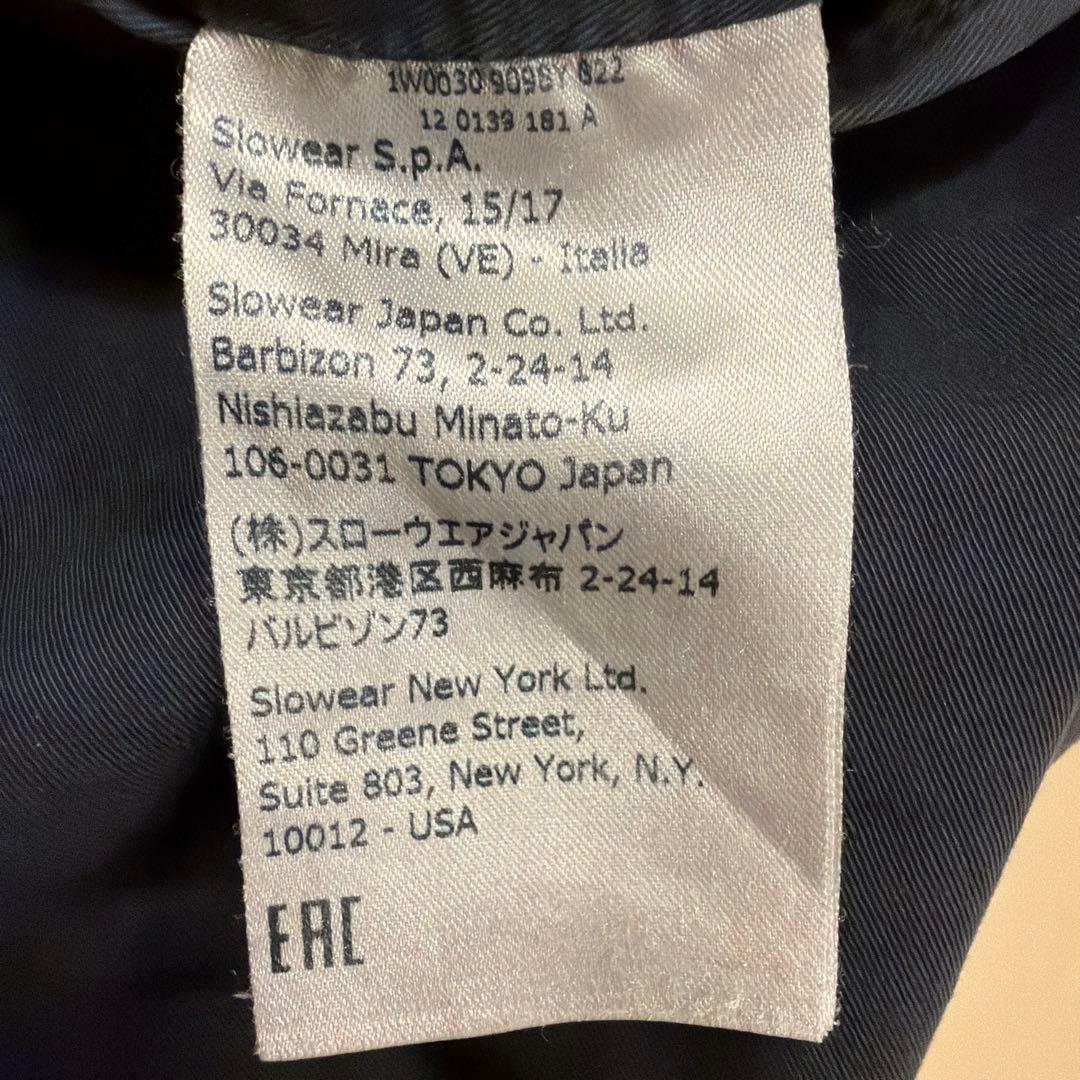 1W0030 9098Y 822
12 0139 181 A
Slowear S.p.A.
Via Fornace, 15/17
30034 Mira (VE) - Italia
Slowear Japan Co. Ltd.
Barbizon 73, 2-24-14
Nishiazabu Minato-Ku
106-0031 TOKYO Japan
(株)スローウエアジャパン
東京都港区西麻布 2-24-14
バルビゾン73
Slowear New York Ltd.
110 Greene Street,
Suite 803, New York, N.Y.
10012 - USA
EAC